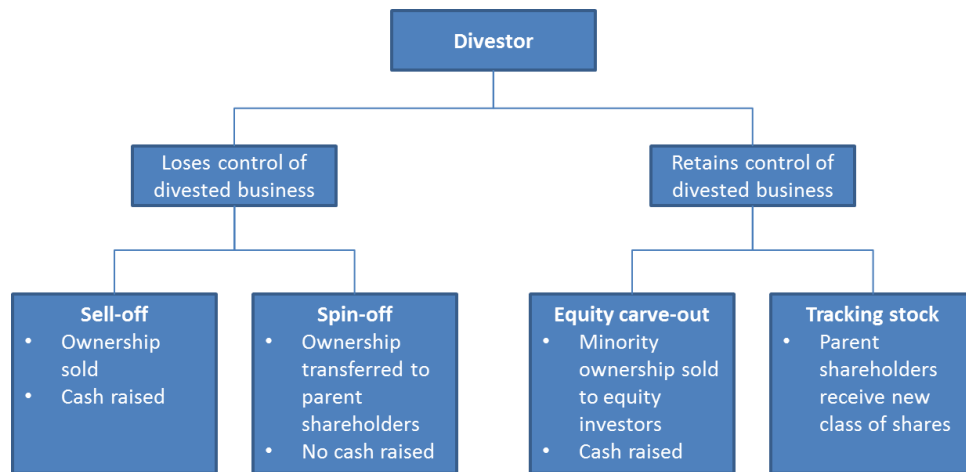 Divestor
Loses control of
divested business
Retains control of
divested business
Sell-off
• Ownership
sold
• Cash raised
Spin-off
• Ownership
transferred to
parent
shareholders
• No cash raised
Equity carve-out
• Minority
ownership sold
to equity
investors
• Cash raised
Tracking stock
• Parent
shareholders
receive new
class of shares